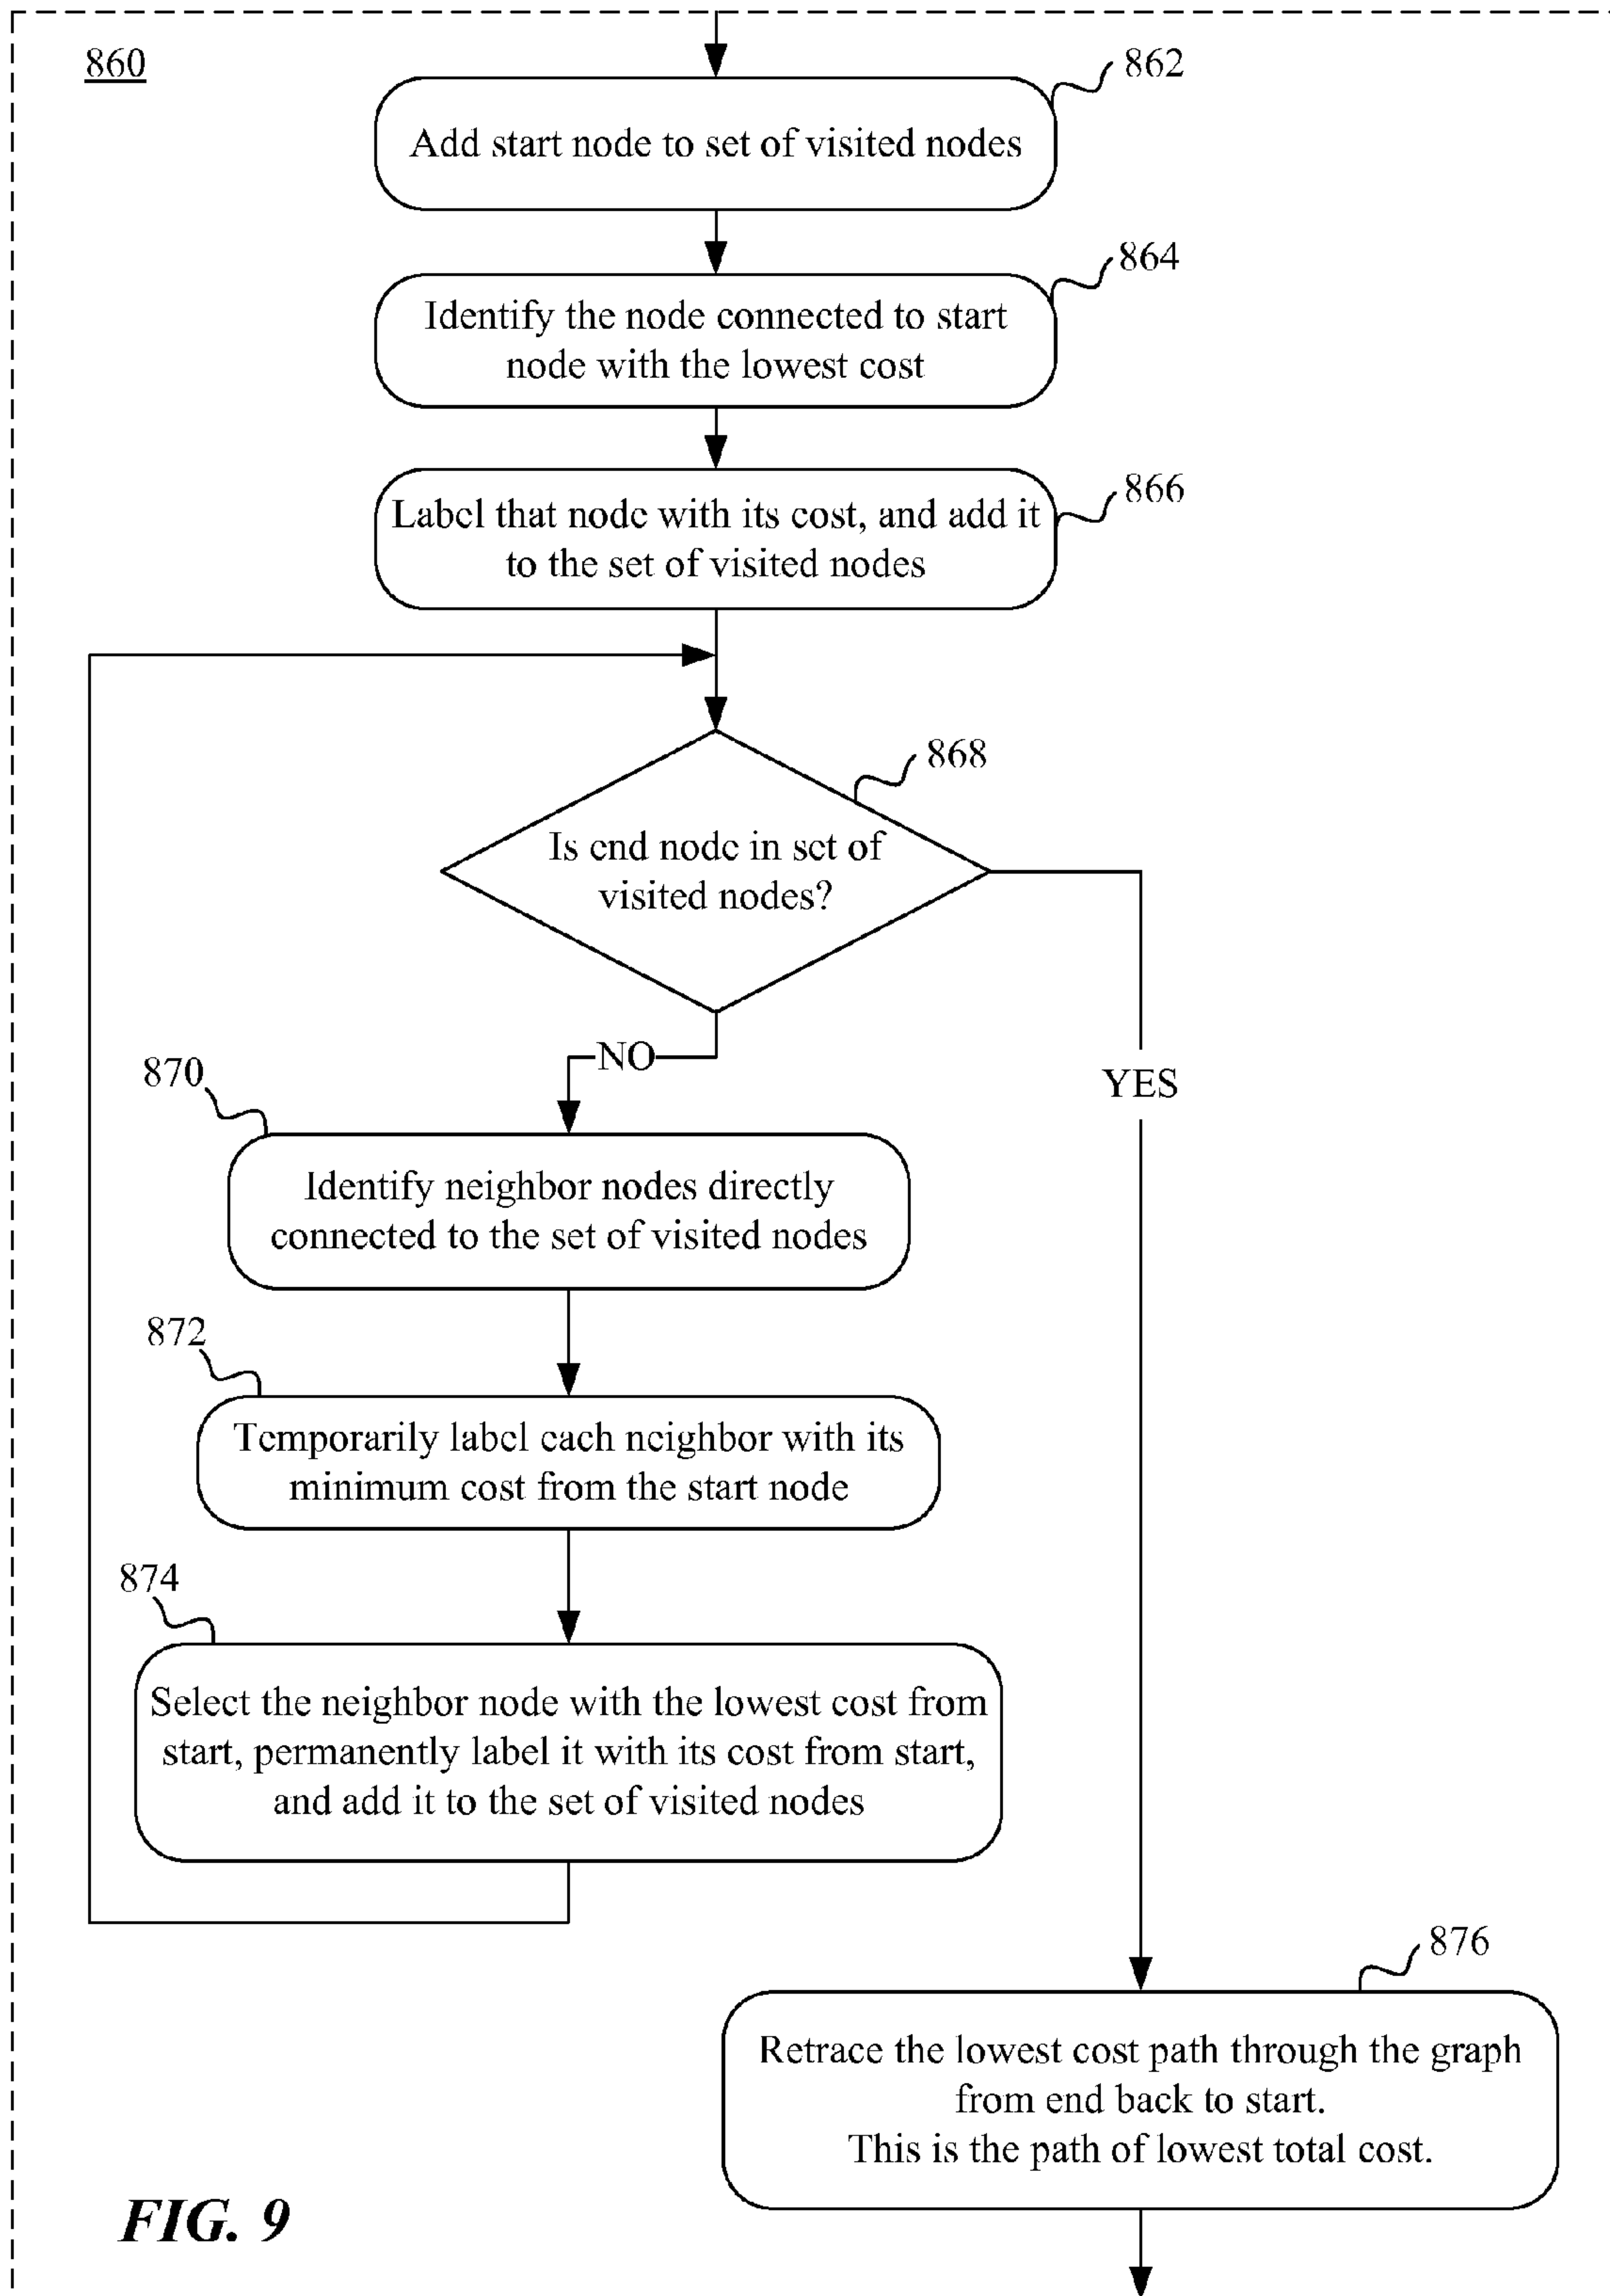 860
862
Add start node to set of visited nodes
864
Identify the node connected to start
node with the lowest cost
866
Label that node with its cost, and add it
to the set of visited nodes
868
Is end node in set of
visited nodes?
NO
YES
870
Identify neighbor nodes directly
connected to the set of visited nodes
872
Temporarily label each neighbor with its
minimum cost from the start node
874
Select the neighbor node with the lowest cost from
start, permanently label it with its cost from start,
and add it to the set of visited nodes
876
Retrace the lowest cost path through the graph
from end back to start.
This is the path of lowest total cost.
FIG. 9